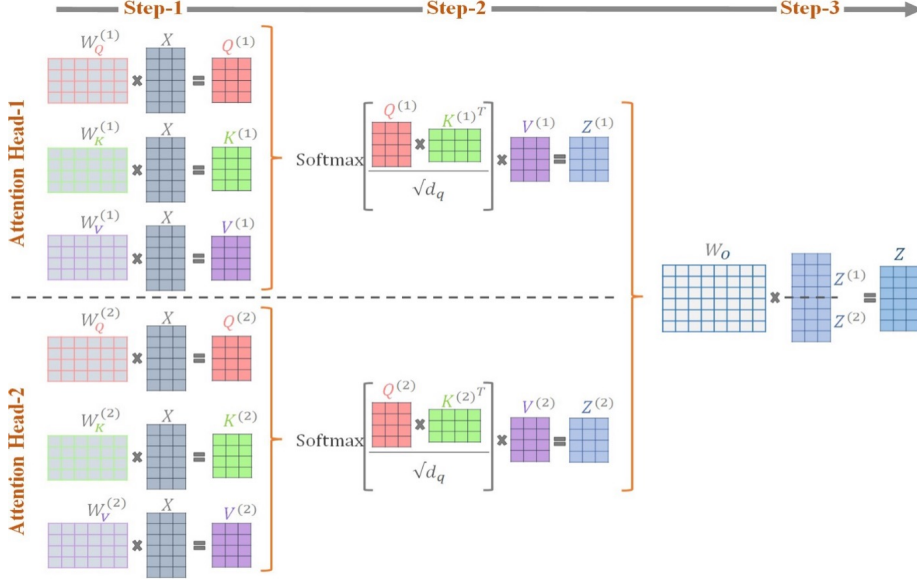 Step-1 Step-2 Step-3
Attention Head-1
W_Q^(1) X Q^(1)
× =
W_K^(1) X K^(1)
× =
W_V^(1) X V^(1)
× =
Softmax [ Q^(1) × K^(1)^T / √d_q ] × V^(1) = Z^(1)
Attention Head-2
W_Q^(2) X Q^(2)
× =
W_K^(2) X K^(2)
× =
W_V^(2) X V^(2)
× =
Softmax [ Q^(2) × K^(2)^T / √d_q ] × V^(2) = Z^(2)
W_O × Z^(1) Z^(2) = Z